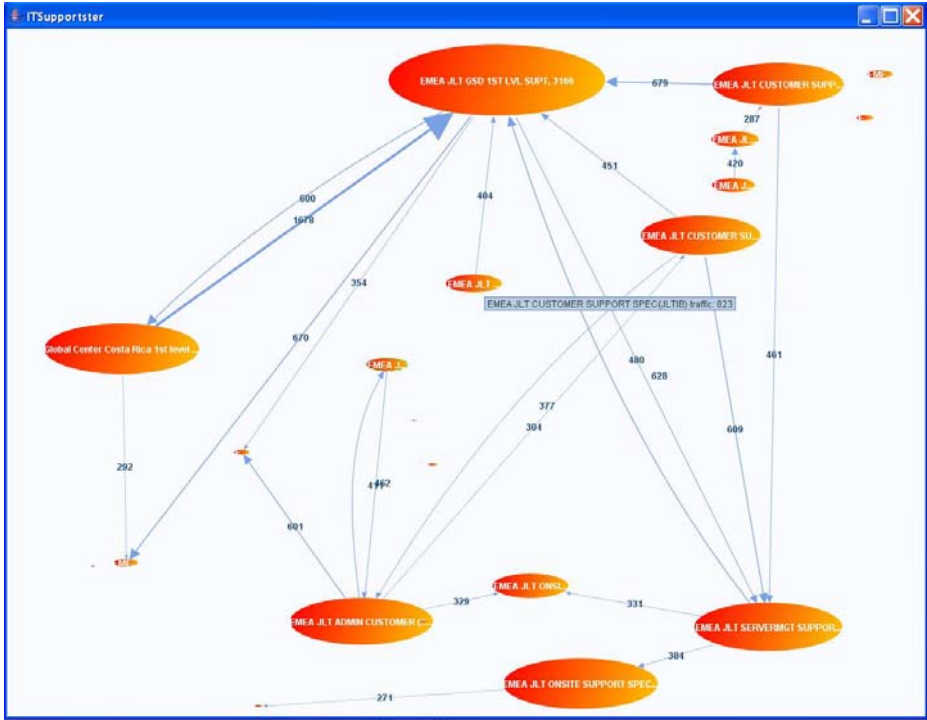 ITSupportster
EMEA JLT GSD 1ST LVL SUPT, 3166
679
EMEA JLT CUSTOMER SUPP...
287
EMEA JL...
420
EMEA J...
451
404
EMEA JLT CUSTOMER SU...
600
1678
354
EMEA JLT ...
EMEA JLT CUSTOMER SUPPORT SPEC(JLTIB) traffic: 823
Global Center Costa Rica 1st level ...
670
480
461
EMEA J...
628
377
304
609
292
462
601
EMEA JLT ONSI...
329
331
EMEA JLT ADMIN CUSTOMER (...
EMEA JLT SERVERMGT SUPPOR...
384
EMEA JLT ONSITE SUPPORT SPEC...
271